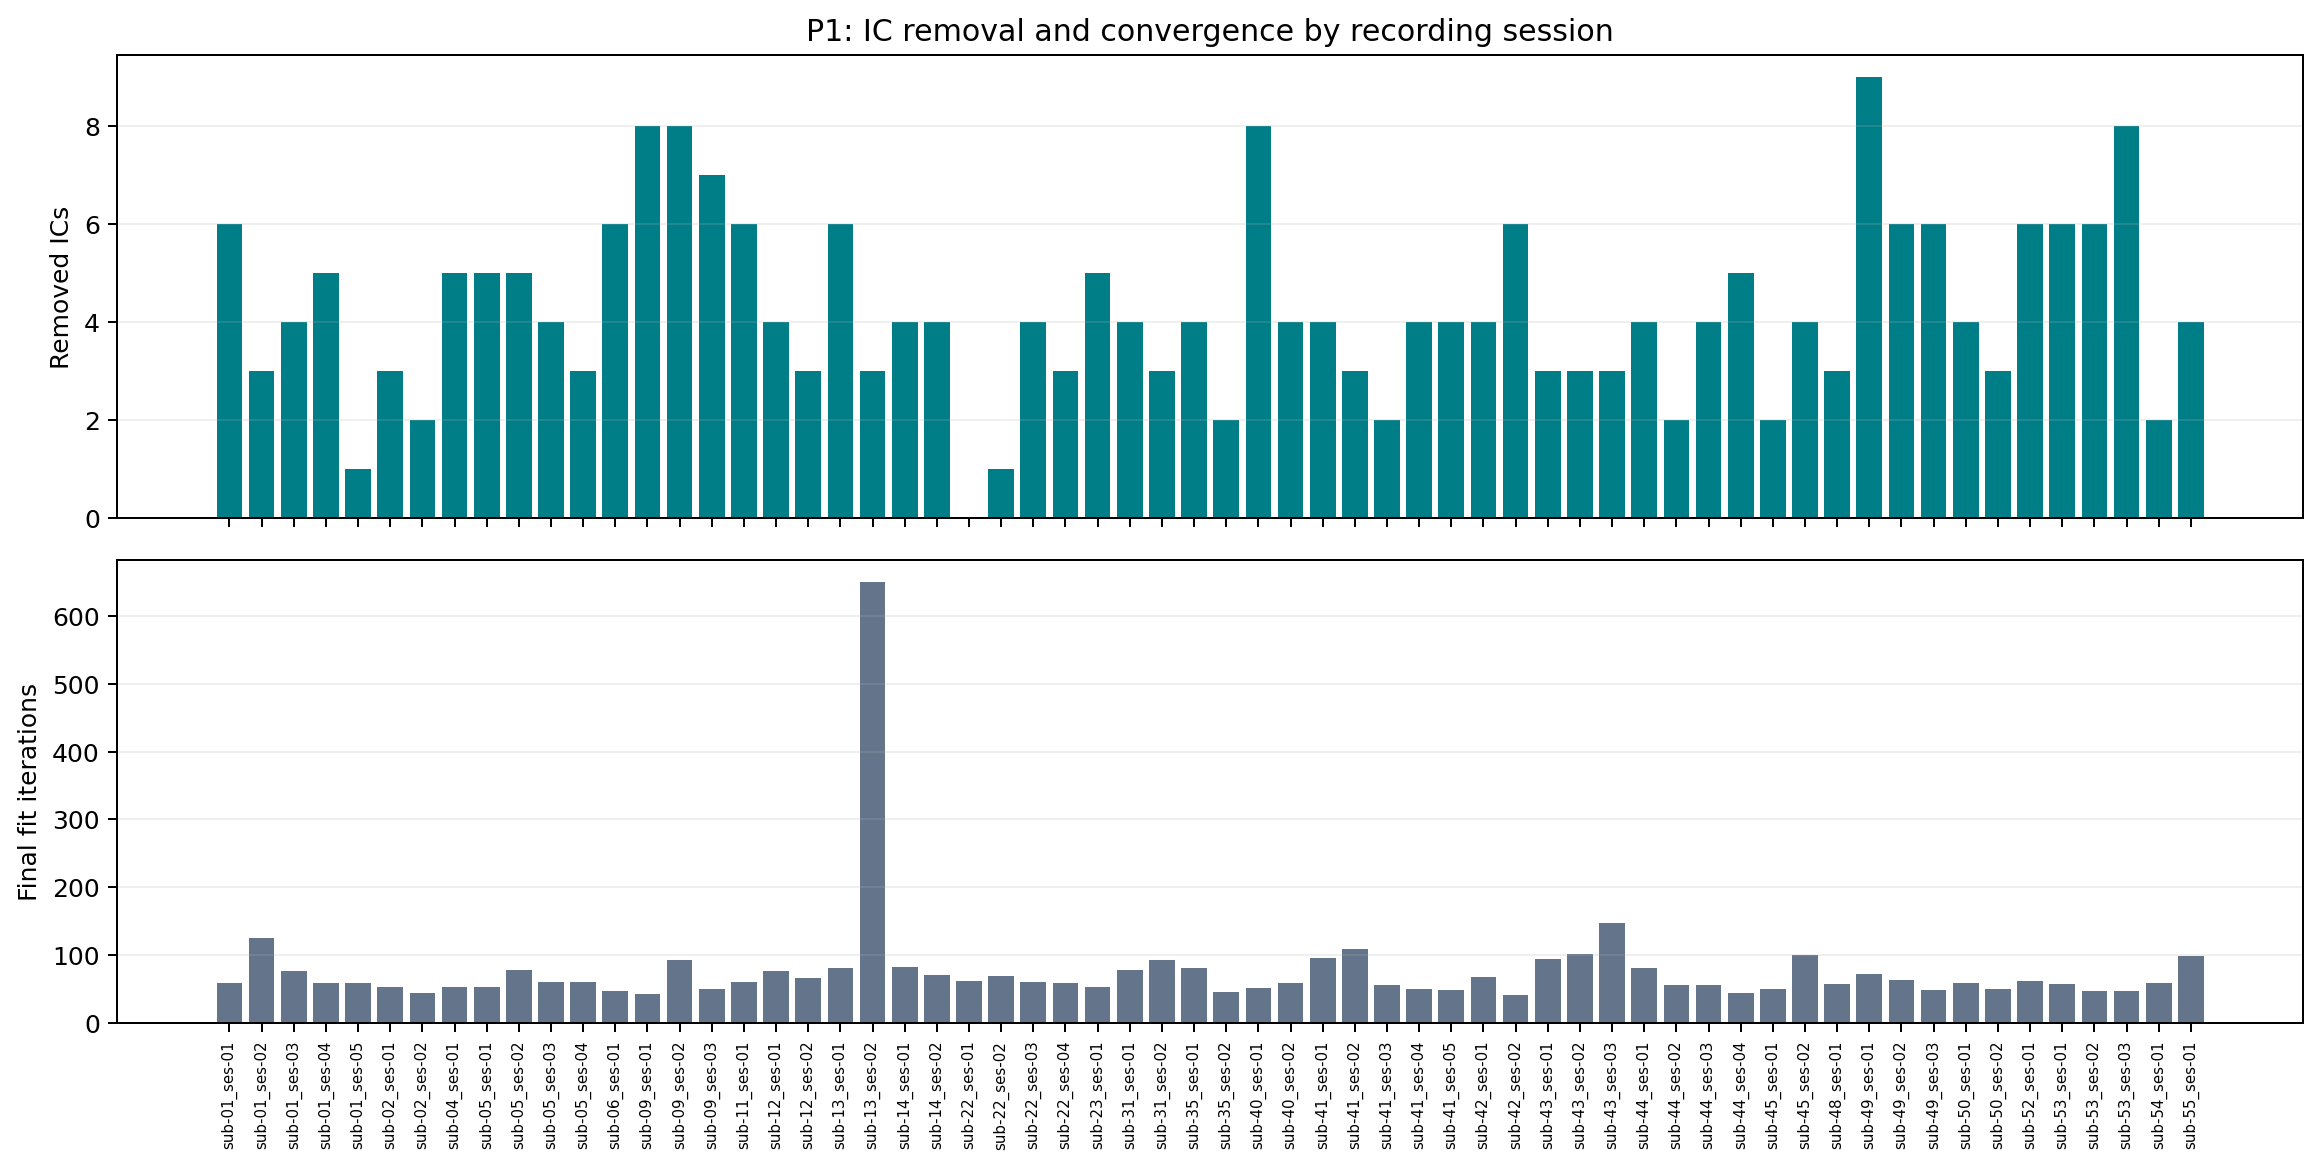 P1: IC removal and convergence by recording session
Removed ICs
8
6
4
2
0
Final fit iterations
600
500
400
300
200
100
0
sub-01_ses-01
sub-01_ses-02
sub-01_ses-03
sub-01_ses-04
sub-01_ses-05
sub-02_ses-01
sub-02_ses-02
sub-04_ses-01
sub-05_ses-01
sub-05_ses-02
sub-05_ses-03
sub-05_ses-04
sub-06_ses-01
sub-09_ses-01
sub-09_ses-02
sub-09_ses-03
sub-11_ses-01
sub-12_ses-01
sub-12_ses-02
sub-13_ses-01
sub-13_ses-02
sub-14_ses-01
sub-14_ses-02
sub-22_ses-01
sub-22_ses-02
sub-22_ses-03
sub-22_ses-04
sub-23_ses-01
sub-31_ses-01
sub-31_ses-02
sub-35_ses-01
sub-35_ses-02
sub-40_ses-01
sub-40_ses-02
sub-41_ses-01
sub-41_ses-02
sub-41_ses-03
sub-41_ses-04
sub-41_ses-05
sub-42_ses-01
sub-42_ses-02
sub-43_ses-01
sub-43_ses-02
sub-43_ses-03
sub-44_ses-01
sub-44_ses-02
sub-44_ses-03
sub-44_ses-04
sub-45_ses-01
sub-45_ses-02
sub-48_ses-01
sub-49_ses-01
sub-49_ses-02
sub-49_ses-03
sub-50_ses-01
sub-50_ses-02
sub-52_ses-01
sub-53_ses-01
sub-53_ses-02
sub-53_ses-03
sub-54_ses-01
sub-55_ses-01